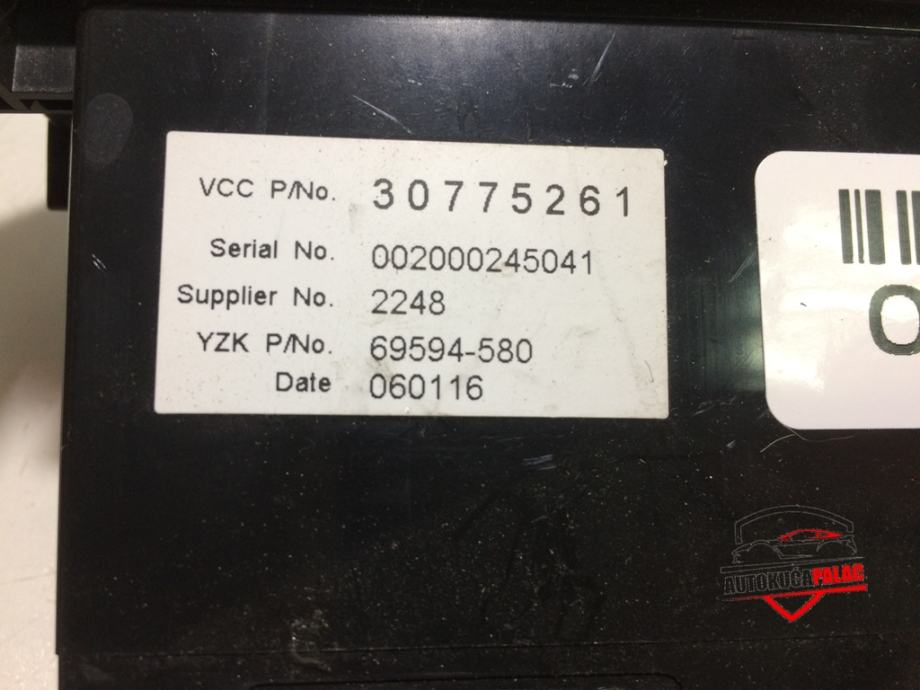 VCC P/No. 30775261
Serial No. 002000245041
Supplier No. 2248
YZK P/No. 69594-580
Date 060116
AUTOKUĆA PALAC